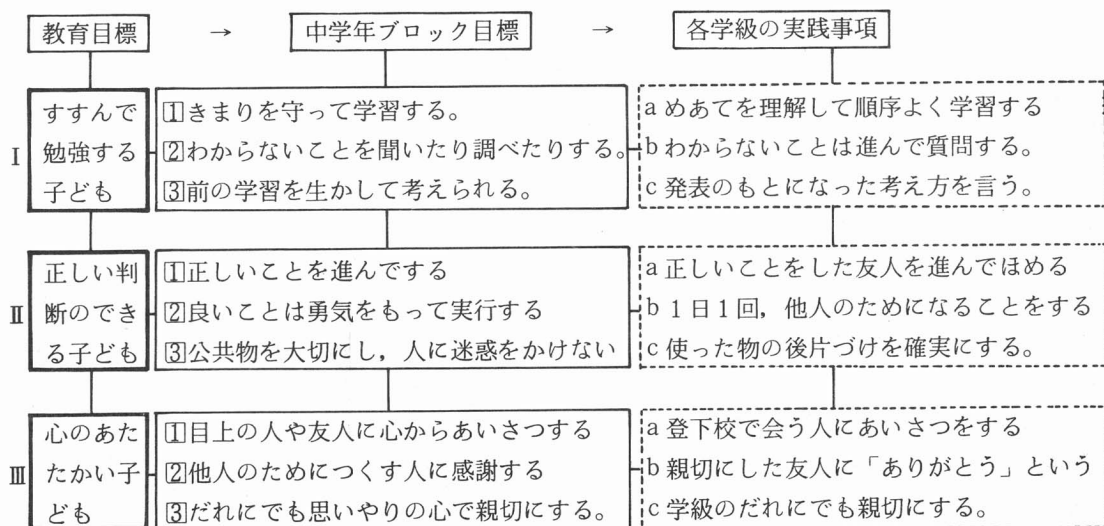 教育目標 → 中学年ブロック目標 → 各学級の実践事項
Ⅰ
すすんで
勉強する
子ども
①きまりを守って学習する。
②わからないことを聞いたり調べたりする。
③前の学習を生かして考えられる。
a めあてを理解して順序よく学習する
b わからないことは進んで質問する。
c 発表のもとになった考え方を言う。
Ⅱ
正しい判
断のでき
る子ども
①正しいことを進んでする
②良いことは勇気をもって実行する
③公共物を大切にし，人に迷惑をかけない
a 正しいことをした友人を進んでほめる
b 1日1回，他人のためになることをする
c 使った物の後片づけを確実にする。
Ⅲ
心のあた
たかい子
ども
①目上の人や友人に心からあいさつする
②他人のためにつくす人に感謝する
③だれにでも思いやりの心で親切にする。
a 登下校で会う人にあいさつをする
b 親切にした友人に「ありがとう」という
c 学級のだれにでも親切にする。